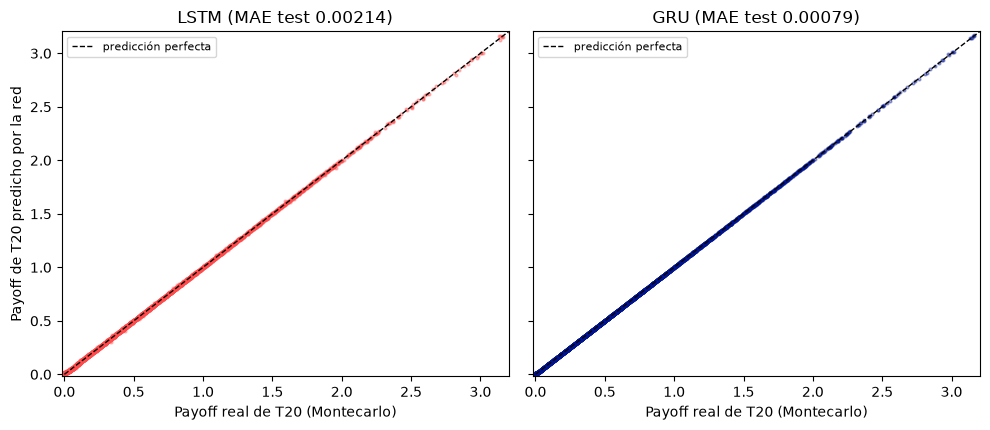 LSTM (MAE test 0.00214)
GRU (MAE test 0.00079)
predicción perfecta
predicción perfecta
Payoff de T20 predicho por la red
3.0
2.5
2.0
1.5
1.0
0.5
0.0
0.0 0.5 1.0 1.5 2.0 2.5 3.0
0.0 0.5 1.0 1.5 2.0 2.5 3.0
Payoff real de T20 (Montecarlo)
Payoff real de T20 (Montecarlo)